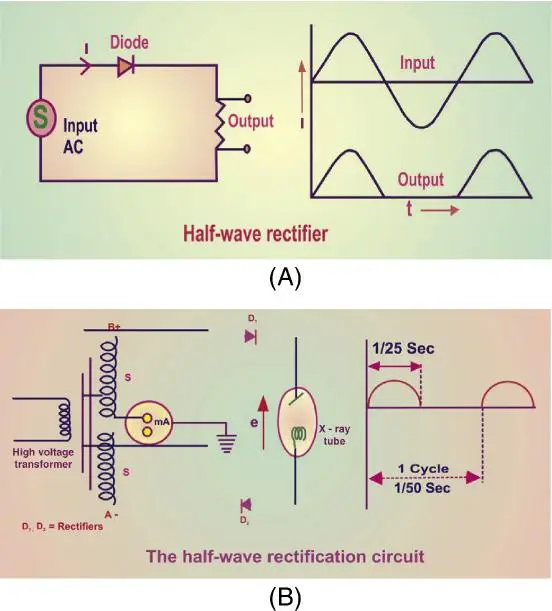 I
Diode
S
Input
AC
Output
I
Input
Output
t
Half-wave rectifier
(A)
B+
S
mA
High voltage
transformer
S
A -
D1, D2 = Rectifiers
D1
e
X - ray
tube
D2
1/25 Sec
1 Cycle
1/50 Sec
The half-wave rectification circuit
(B)